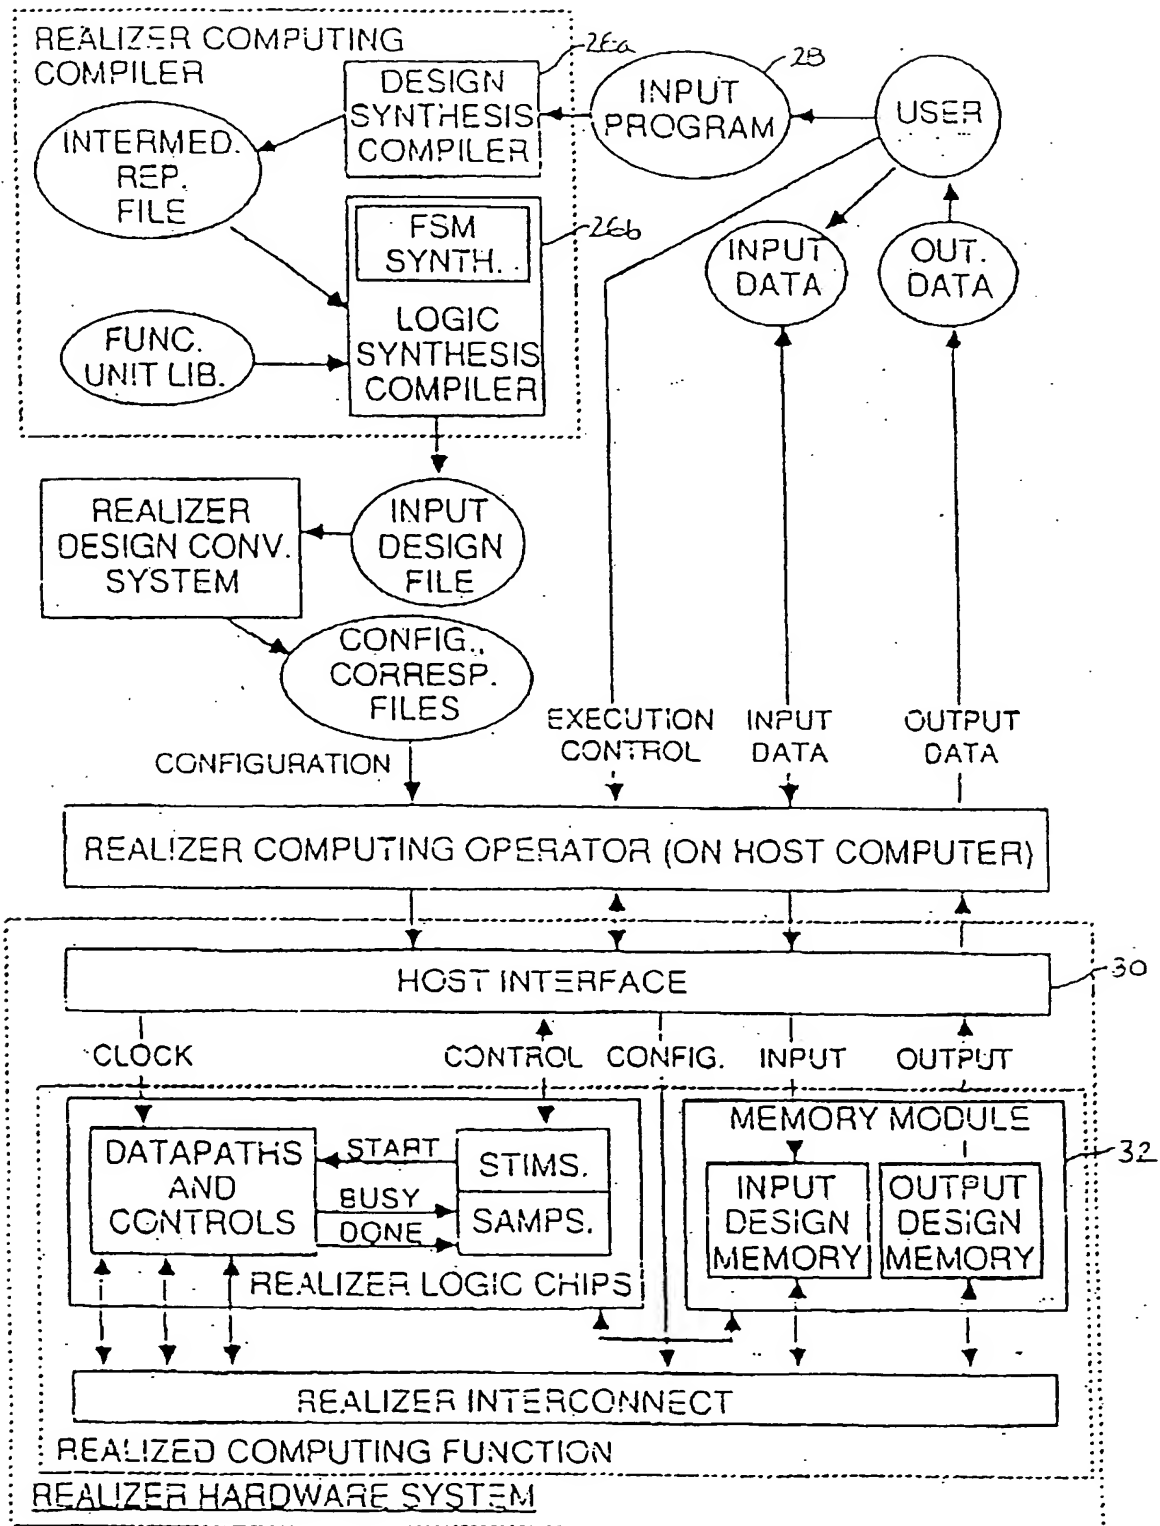 REALIZER COMPUTING
COMPILER
DESIGN
SYNTHESIS
COMPILER
26a
INPUT
PROGRAM
28
USER
INTERMED.
REP.
FILE
FSM
SYNTH.
26b
LOGIC
SYNTHESIS
COMPILER
FUNC.
UNIT LIB.
INPUT
DATA
OUT.
DATA
REALIZER
DESIGN CONV.
SYSTEM
INPUT
DESIGN
FILE
CONFIG.,
CORRESP.
FILES
CONFIGURATION
EXECUTION
CONTROL
INPUT
DATA
OUTPUT
DATA
REALIZER COMPUTING OPERATOR (ON HOST COMPUTER)
HOST INTERFACE
30
CLOCK
CONTROL
CONFIG.
INPUT
OUTPUT
DATAPATHS
AND
CONTROLS
START
BUSY
DONE
STIMS.
SAMPS.
REALIZER LOGIC CHIPS
MEMORY MODULE
32
INPUT
DESIGN
MEMORY
OUTPUT
DESIGN
MEMORY
REALIZER INTERCONNECT
REALIZED COMPUTING FUNCTION
REALIZER HARDWARE SYSTEM